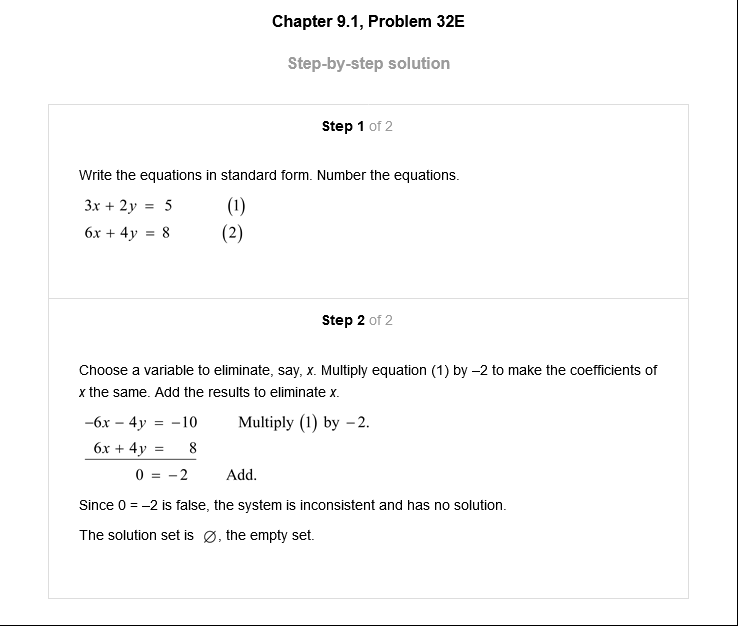 Chapter 9.1, Problem 32E
Step-by-step solution
Step 1 of 2
Write the equations in standard form. Number the equations.
3x + 2y = 5 (1)
6x + 4y = 8 (2)
Step 2 of 2
Choose a variable to eliminate, say, x. Multiply equation (1) by –2 to make the coefficients of
x the same. Add the results to eliminate x.
−6x − 4y = −10 Multiply (1) by −2.
6x + 4y = 8
0 = −2 Add.
Since 0 = –2 is false, the system is inconsistent and has no solution.
The solution set is ∅, the empty set.